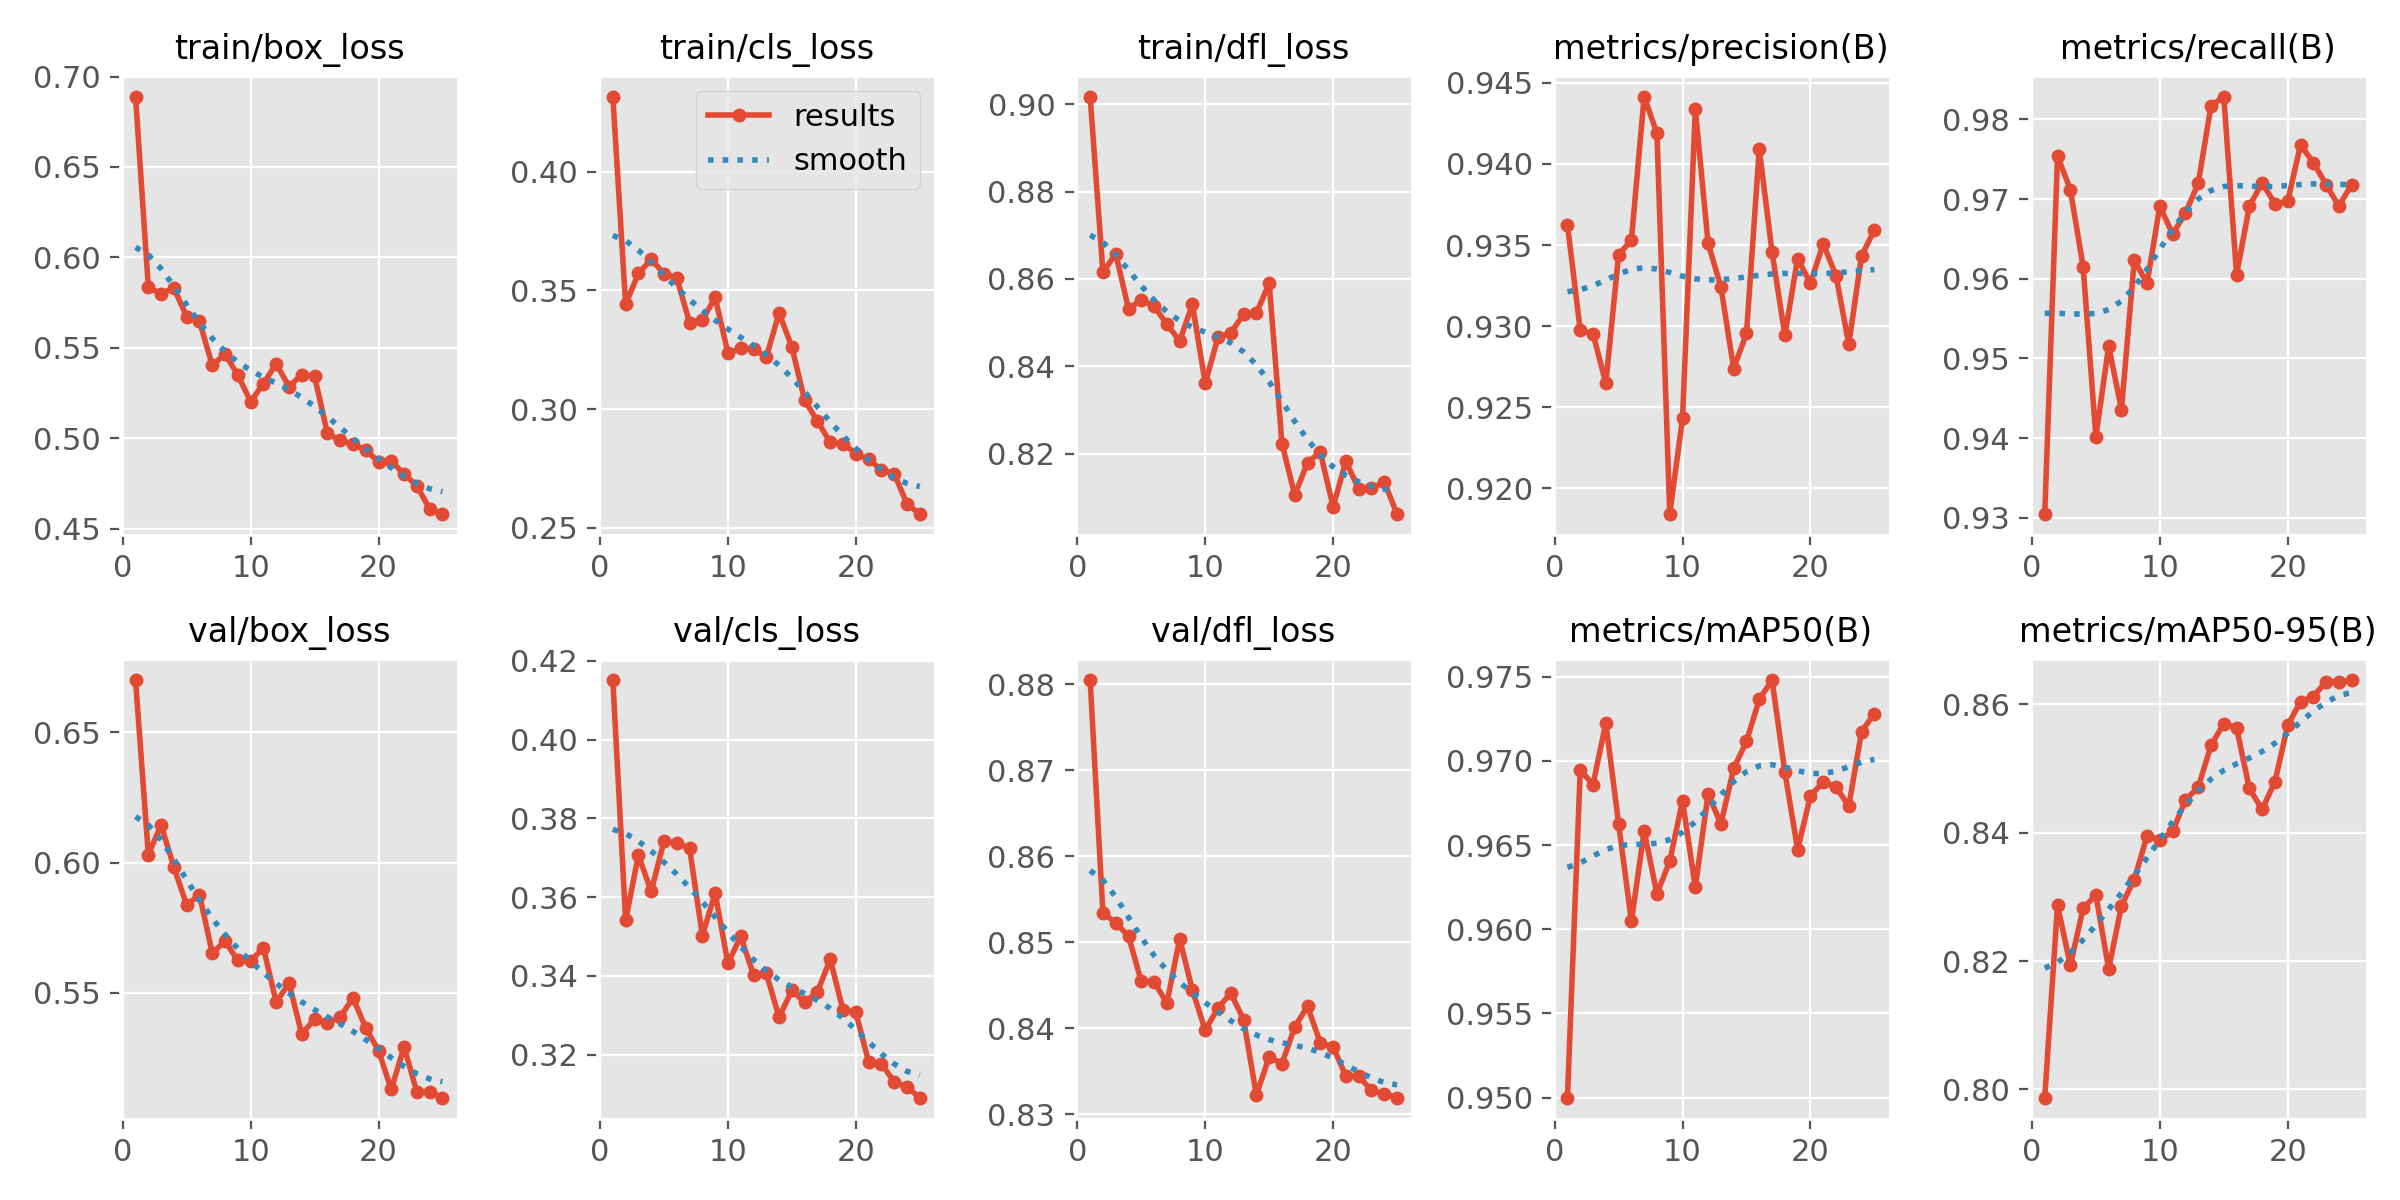 train/box_loss
0.70
0.65
0.60
0.55
0.50
0.45
0 10 20
train/cls_loss
results
smooth
0.40
0.35
0.30
0.25
0 10 20
train/dfl_loss
0.90
0.88
0.86
0.84
0.82
0 10 20
metrics/precision(B)
0.945
0.940
0.935
0.930
0.925
0.920
0 10 20
metrics/recall(B)
0.98
0.97
0.96
0.95
0.94
0.93
0 10 20
val/box_loss
0.65
0.60
0.55
0 10 20
val/cls_loss
0.42
0.40
0.38
0.36
0.34
0.32
0 10 20
val/dfl_loss
0.88
0.87
0.86
0.85
0.84
0.83
0 10 20
metrics/mAP50(B)
0.975
0.970
0.965
0.960
0.955
0.950
0 10 20
metrics/mAP50-95(B)
0.86
0.84
0.82
0.80
0 10 20